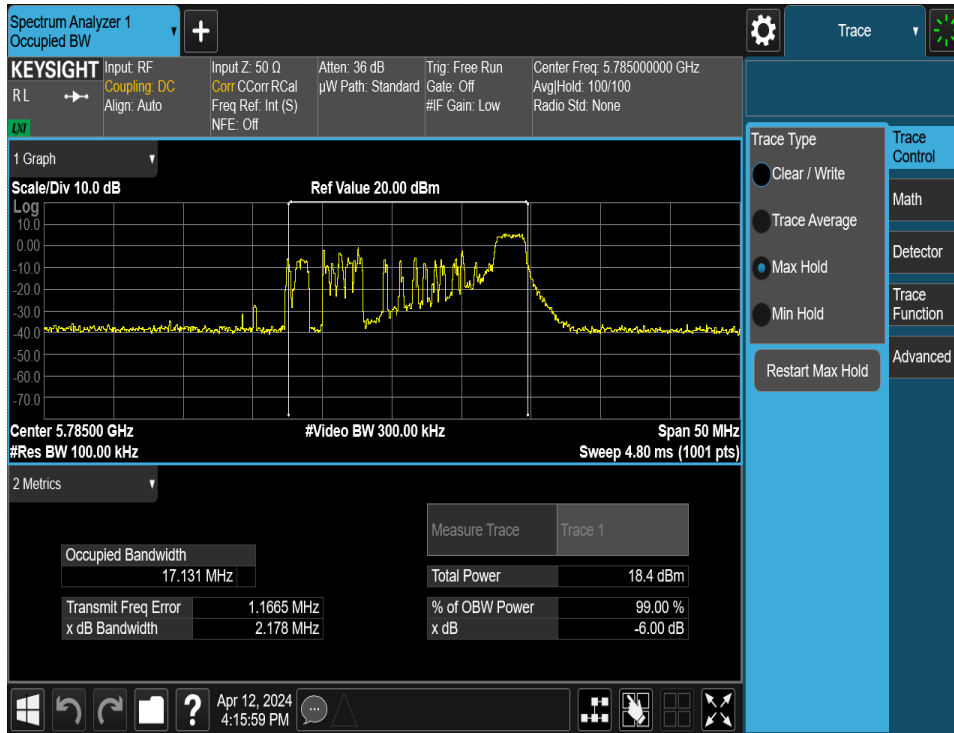 Spectrum Analyzer 1
Occupied BW
Trace
KEYSIGHT
R L
LXI
Input: RF
Coupling: DC
Align: Auto
Input Z: 50 Ω
Corr CCorr RCal
Freq Ref: Int (S)
NFE: Off
Atten: 36 dB
µW Path: Standard
Trig: Free Run
Gate: Off
#IF Gain: Low
Center Freq: 5.785000000 GHz
Avg|Hold: 100/100
Radio Std: None
1 Graph
Scale/Div 10.0 dB
Ref Value 20.00 dBm
Log
10.0
0.00
-10.0
-20.0
-30.0
-40.0
-50.0
-60.0
-70.0
Center 5.78500 GHz
#Video BW 300.00 kHz
Span 50 MHz
#Res BW 100.00 kHz
Sweep 4.80 ms (1001 pts)
2 Metrics
Measure Trace
Trace 1
Occupied Bandwidth
17.131 MHz
Total Power
18.4 dBm
Transmit Freq Error
1.1665 MHz
% of OBW Power
99.00 %
x dB Bandwidth
2.178 MHz
x dB
-6.00 dB
Trace Type
Clear / Write
Trace Average
Max Hold
Min Hold
Restart Max Hold
Trace
Control
Math
Detector
Trace
Function
Advanced
?
Apr 12, 2024
4:15:59 PM